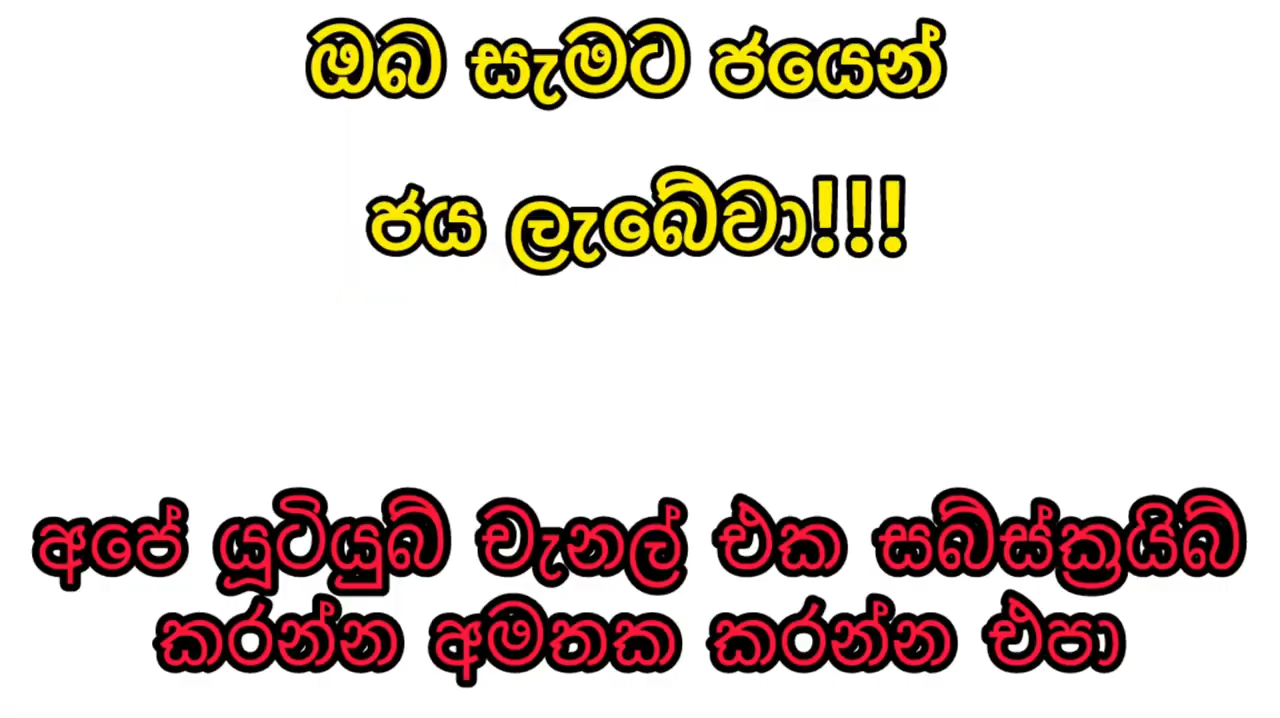 ඔබ සැමට ජයෙන්
ජය ලැබේවා!!!
අපේ යූටියුබ් චැනල් එක සබ්ස්ක්‍රයිබ්
කරන්න අමතක කරන්න එපා